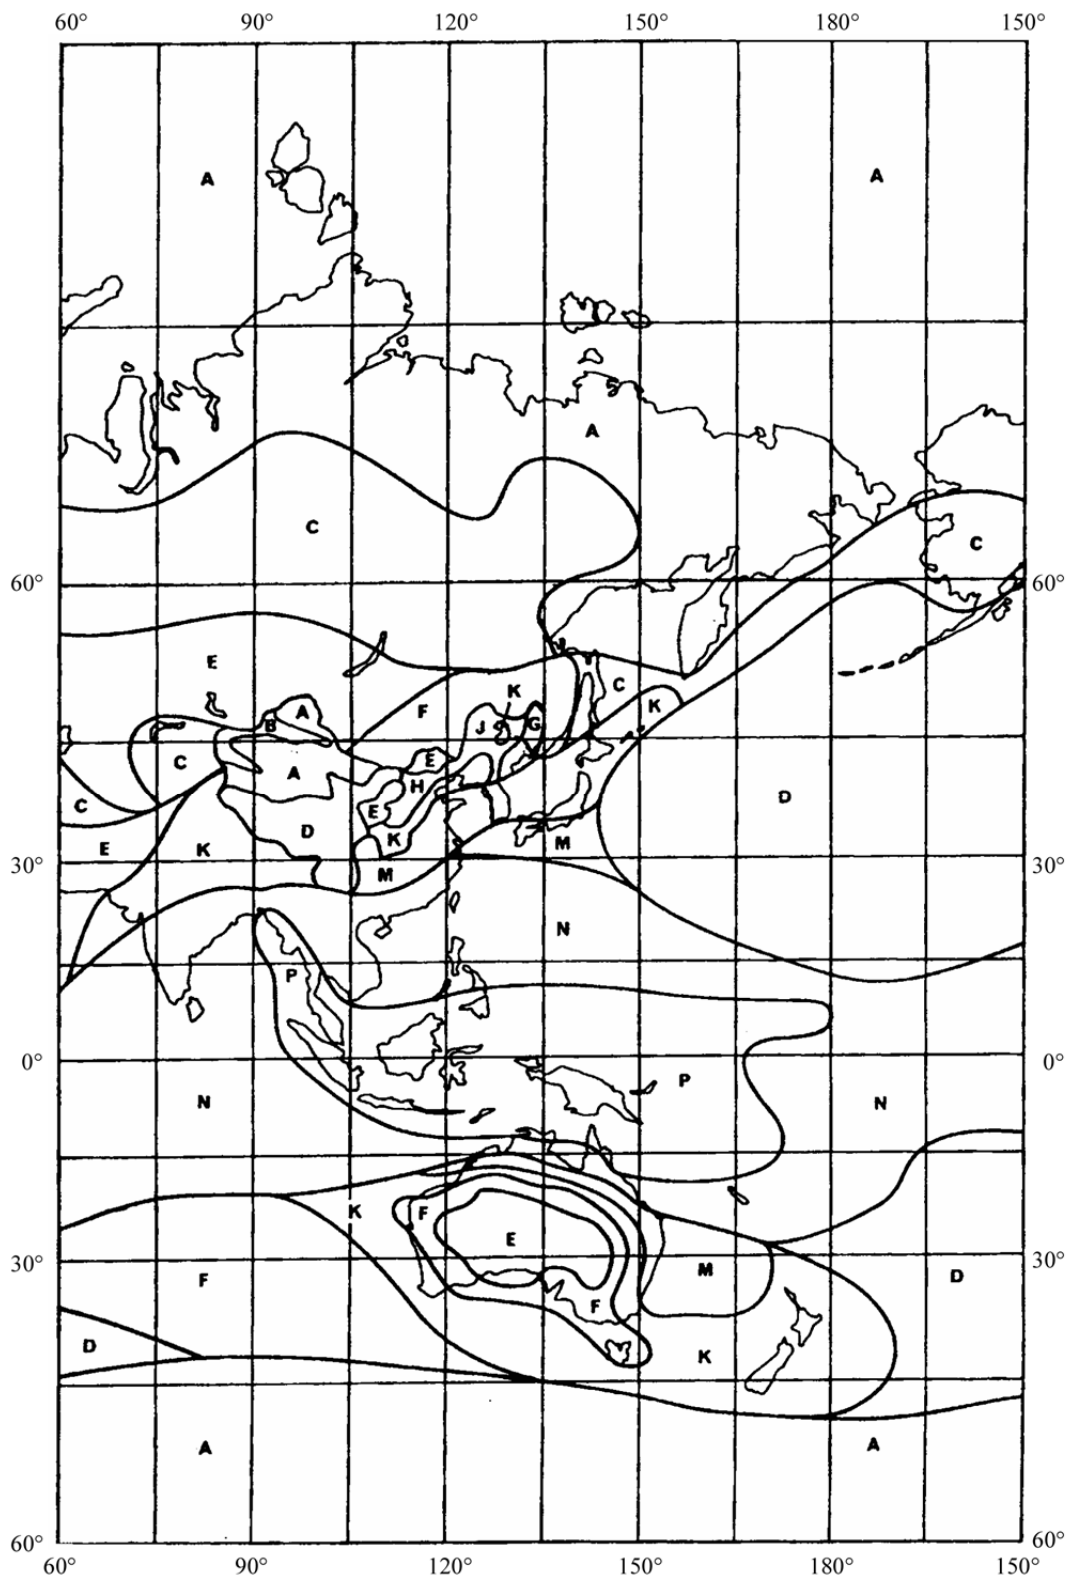 60° 90° 120° 150° 180° 150°
A A
A
C C
60° 60°
E
K C
A K
F
B J G
C E
A H D
C E
D K M
E K
30° 30°
M
N
P
0° 0°
P
N N
K F
E
30° 30°
M D
F
F
D K
A A
60° 60°
60° 90° 120° 150° 180° 150°